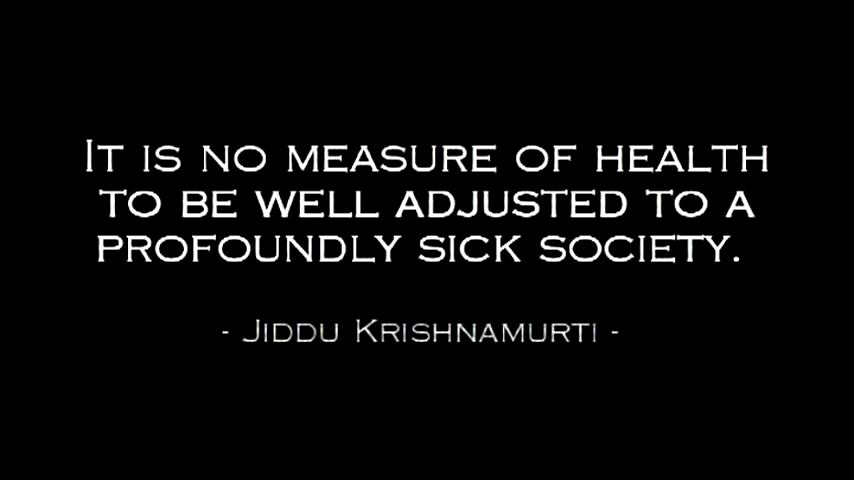 It is no measure of health
to be well adjusted to a
profoundly sick society.
- Jiddu Krishnamurti -